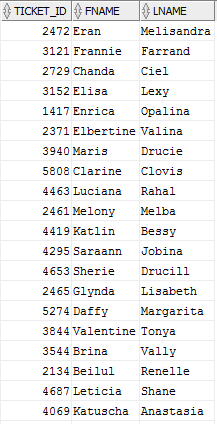 TICKET_ID FNAME LNAME
2472 Eran Melisandra
3121 Frannie Farrand
2729 Chanda Ciel
3152 Elisa Lexy
1417 Enrica Opalina
2371 Elbertine Valina
3940 Maris Drucie
5808 Clarine Clovis
4463 Luciana Rahal
2461 Melony Melba
4419 Katlin Bessy
4295 Saraann Jobina
4653 Sherie Drucill
2465 Glynda Lisabeth
5274 Daffy Margarita
3844 Valentine Tonya
3544 Brina Vally
2134 Beilul Renelle
4687 Leticia Shane
4069 Katuscha Anastasia